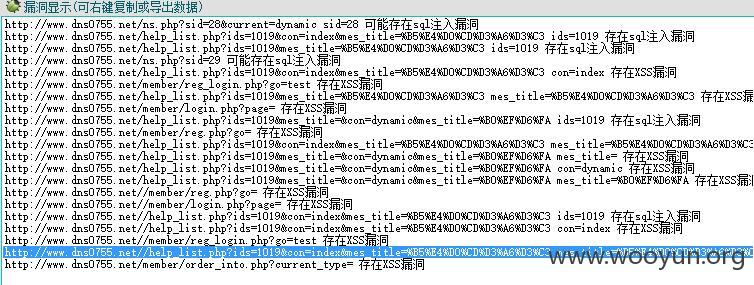 漏洞显示(可右键复制或导出数据)
http://www.dns0755.net/ns.php?sid=28&current=dynamic sid=28 可能存在sql注入漏洞
http://www.dns0755.net/help_list.php?ids=1019&con=index&mes_title=%B5%E4%D0%CD%D3%A6%D3%C3 ids=1019 存在XSS漏洞
http://www.dns0755.net/help_list.php?ids=1019&mes_title=%B5%E4%D0%CD%D3%A6%D3%C3 ids=1019 存在sql注入漏洞
http://www.dns0755.net/ns.php?sid=29 可能存在sql注入漏洞
http://www.dns0755.net/help_list.php?ids=1019&con=index&mes_title=%B5%E4%D0%CD%D3%A6%D3%C3 con=index 存在XSS漏洞
http://www.dns0755.net/member/reg_login.php?go=test 存在XSS漏洞
http://www.dns0755.net/help_list.php?ids=1019&mes_title=%B5%E4%D0%CD%D3%A6%D3%C3 mes_title=%B5%E4%D0%CD%D3%A6%D3%C3 存在XSS漏
http://www.dns0755.net/member/login.php?page= 存在XSS漏洞
http://www.dns0755.net/help_list.php?ids=1019&mes_title=&con=dynamic&mes_title=%B0%EF%D6%FA ids=1019 存在sql注入漏洞
http://www.dns0755.net/member/reg.php?go= 存在XSS漏洞
http://www.dns0755.net/help_list.php?ids=1019&con=index&mes_title=%B5%E4%D0%CD%D3%A6%D3%C3 mes_title=%B5%E4%D0%CD%D3%A6%D3%C3
http://www.dns0755.net/help_list.php?ids=1019&mes_title=&con=dynamic&mes_title=%B0%EF%D6%FA mes_title= 存在XSS漏洞
http://www.dns0755.net/help_list.php?ids=1019&mes_title=&con=dynamic&mes_title=%B0%EF%D6%FA con=dynamic 存在XSS漏洞
http://www.dns0755.net/help_list.php?ids=1019&mes_title=&con=dynamic&mes_title=%B0%EF%D6%FA mes_title=%B0%EF%D6%FA 存在XSS漏洞
http://www.dns0755.net//member/reg.php?go= 存在XSS漏洞
http://www.dns0755.net//member/login.php?page= 存在XSS漏洞
http://www.dns0755.net//help_list.php?ids=1019&con=index&mes_title=%B5%E4%D0%CD%D3%A6%D3%C3 ids=1019 存在sql注入漏洞
http://www.dns0755.net//help_list.php?ids=1019&con=index&mes_title=%B5%E4%D0%CD%D3%A6%D3%C3 con=index 存在XSS漏洞
http://www.dns0755.net//member/reg_login.php?go=test 存在XSS漏洞
http://www.dns0755.net//help_list.php?ids=1019&con=index&mes_title=%B5%E4%D0%CD%D3%A6%D3%C3
http://www.dns0755.net/member/order_into.php?current_type= 存在XSS漏洞
www.wooyun.org